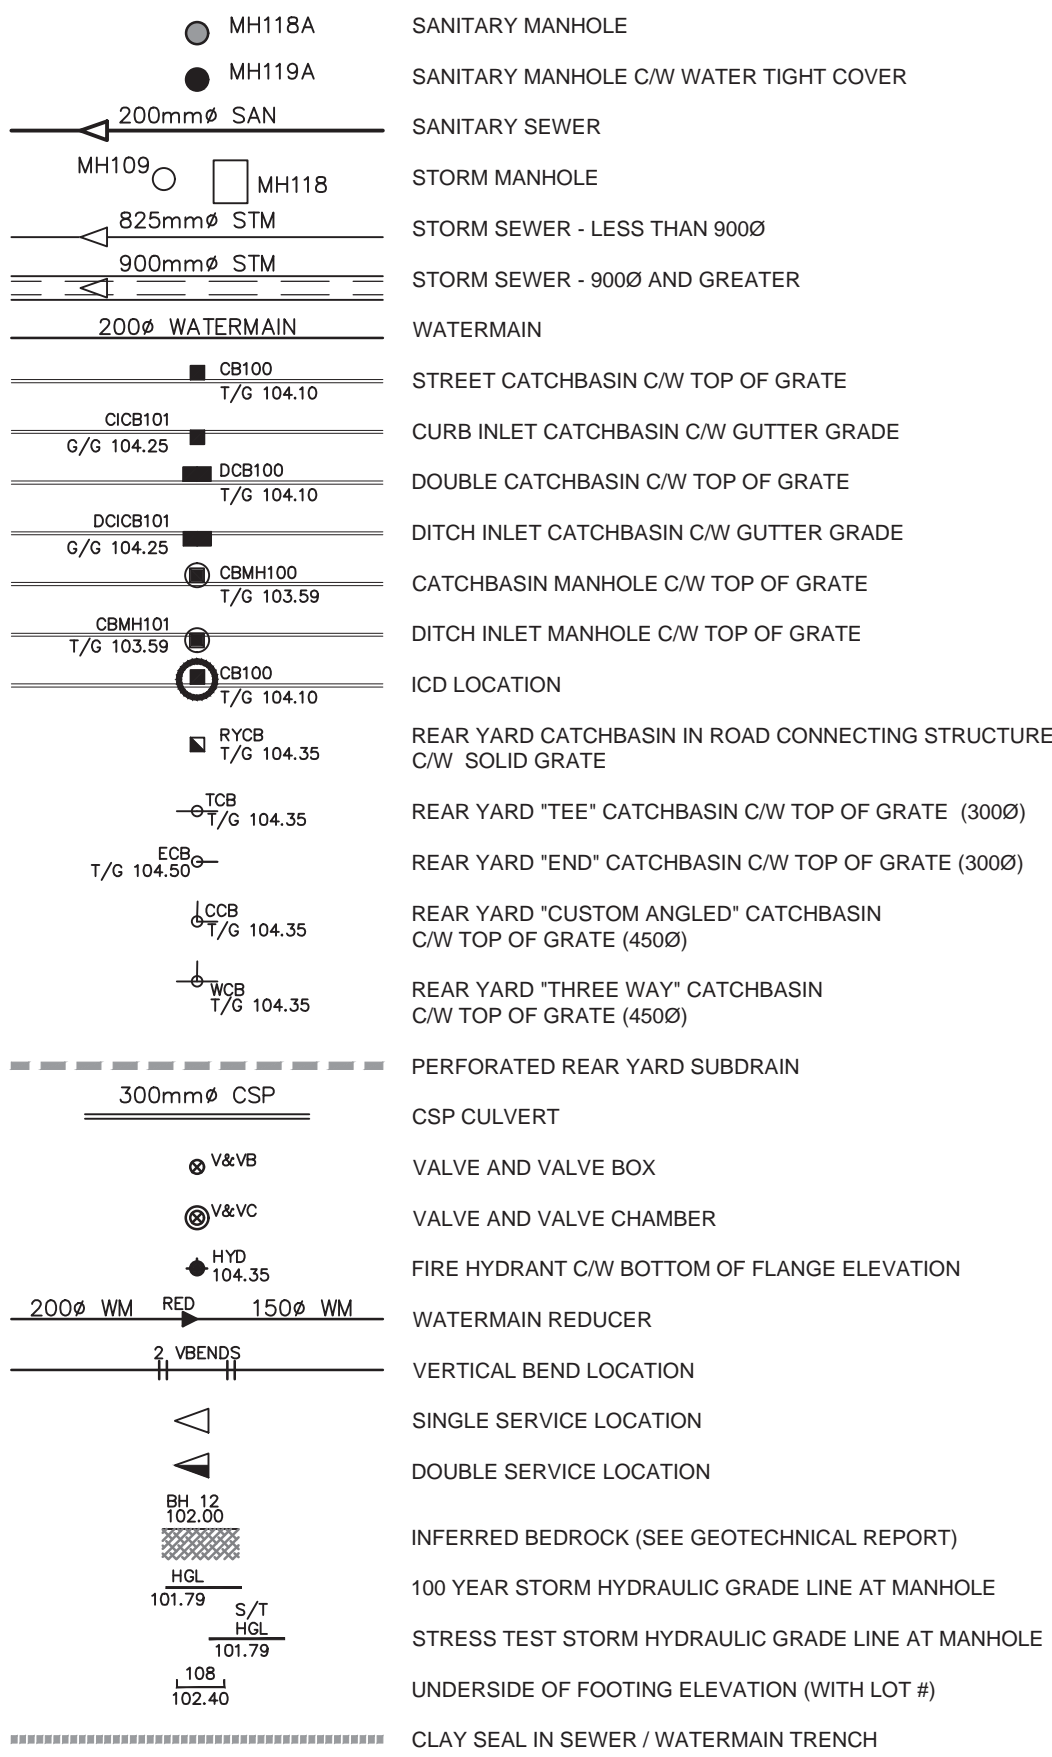 MH118A SANITARY MANHOLE
MH119A SANITARY MANHOLE C/W WATER TIGHT COVER
200mmø SAN SANITARY SEWER
MH109 MH118 STORM MANHOLE
825mmø STM STORM SEWER - LESS THAN 900Ø
900mmø STM STORM SEWER - 900Ø AND GREATER
200ø WATERMAIN WATERMAIN
CB100
T/G 104.10
STREET CATCHBASIN C/W TOP OF GRATE
CICB101
G/G 104.25
CURB INLET CATCHBASIN C/W GUTTER GRADE
DCB100
T/G 104.10
DOUBLE CATCHBASIN C/W TOP OF GRATE
DCICB101
G/G 104.25
DITCH INLET CATCHBASIN C/W GUTTER GRADE
CBMH100
T/G 103.59
CATCHBASIN MANHOLE C/W TOP OF GRATE
CBMH101
T/G 103.59
DITCH INLET MANHOLE C/W TOP OF GRATE
CB100
T/G 104.10
ICD LOCATION
RYCB
T/G 104.35
REAR YARD CATCHBASIN IN ROAD CONNECTING STRUCTURE
C/W SOLID GRATE
TCB
T/G 104.35
REAR YARD "TEE" CATCHBASIN C/W TOP OF GRATE (300Ø)
ECB
T/G 104.50
REAR YARD "END" CATCHBASIN C/W TOP OF GRATE (300Ø)
CCB
T/G 104.35
REAR YARD "CUSTOM ANGLED" CATCHBASIN
C/W TOP OF GRATE (450Ø)
WCB
T/G 104.35
REAR YARD "THREE WAY" CATCHBASIN
C/W TOP OF GRATE (450Ø)
PERFORATED REAR YARD SUBDRAIN
300mmø CSP CSP CULVERT
V&VB VALVE AND VALVE BOX
V&VC VALVE AND VALVE CHAMBER
HYD
104.35
FIRE HYDRANT C/W BOTTOM OF FLANGE ELEVATION
200ø WM RED 150ø WM WATERMAIN REDUCER
2 VBENDS VERTICAL BEND LOCATION
SINGLE SERVICE LOCATION
DOUBLE SERVICE LOCATION
BH 12
102.00
INFERRED BEDROCK (SEE GEOTECHNICAL REPORT)
HGL
101.79
100 YEAR STORM HYDRAULIC GRADE LINE AT MANHOLE
S/T
HGL
101.79
STRESS TEST STORM HYDRAULIC GRADE LINE AT MANHOLE
108
102.40
UNDERSIDE OF FOOTING ELEVATION (WITH LOT #)
CLAY SEAL IN SEWER / WATERMAIN TRENCH